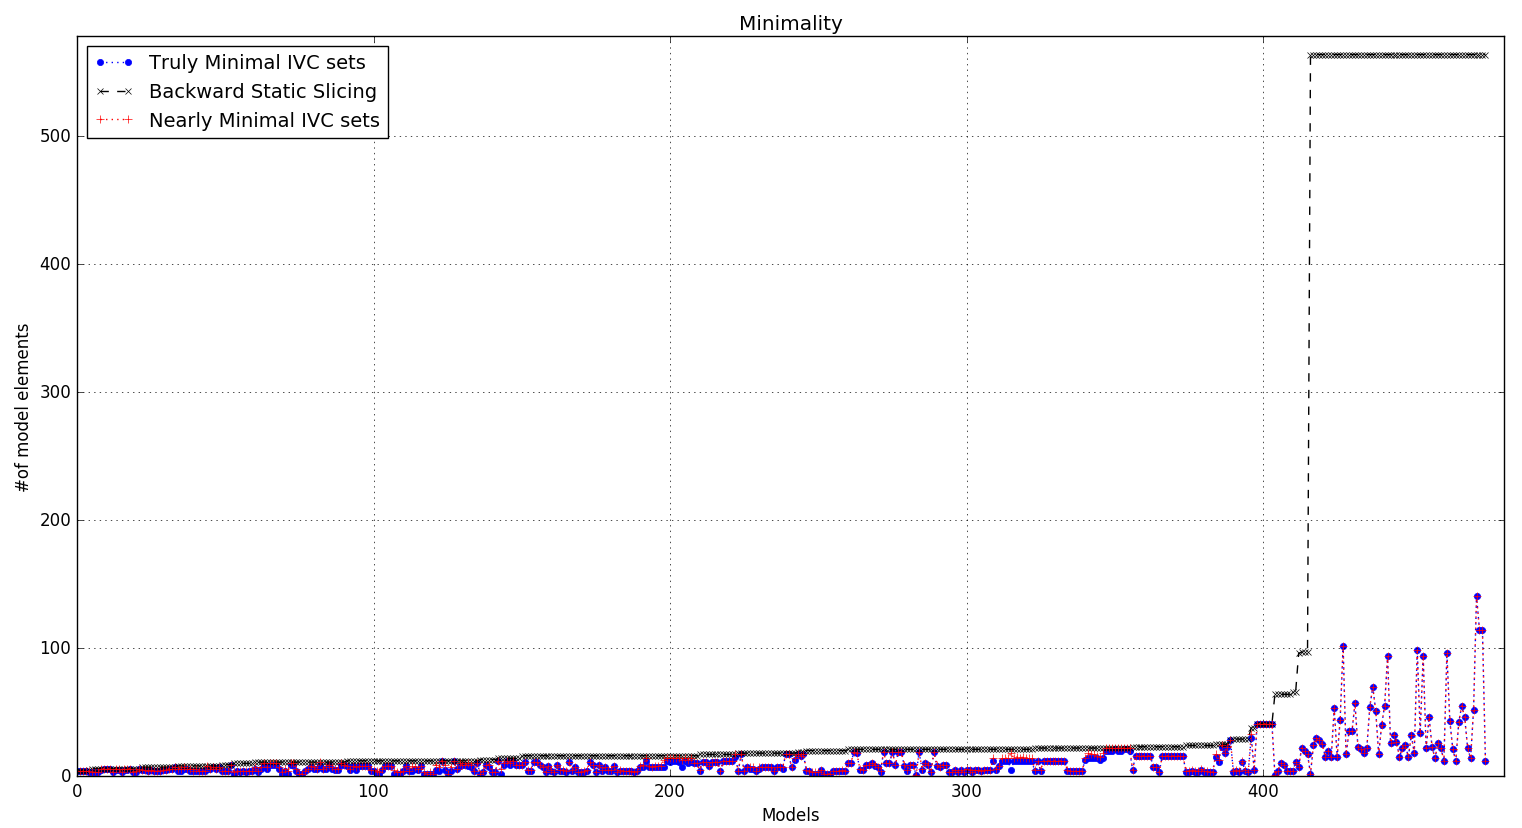 Minimality
Truly Minimal IVC sets
Backward Static Slicing
Nearly Minimal IVC sets
#of model elements
500
400
300
200
100
0
0
100
200
300
400
Models